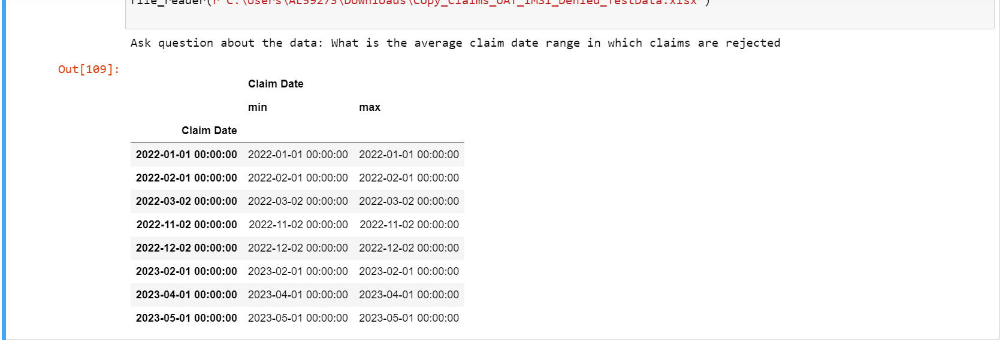 file_reader(r"C:\Users\AL59273\Downloads\Copy_Claims_UAT_IMSI_Denied_TestData.xlsx")
Ask question about the data: What is the average claim date range in which claims are rejected
Out[109]:
Claim Date
min max
Claim Date
2022-01-01 00:00:00 2022-01-01 00:00:00 2022-01-01 00:00:00
2022-02-01 00:00:00 2022-02-01 00:00:00 2022-02-01 00:00:00
2022-03-02 00:00:00 2022-03-02 00:00:00 2022-03-02 00:00:00
2022-11-02 00:00:00 2022-11-02 00:00:00 2022-11-02 00:00:00
2022-12-02 00:00:00 2022-12-02 00:00:00 2022-12-02 00:00:00
2023-02-01 00:00:00 2023-02-01 00:00:00 2023-02-01 00:00:00
2023-04-01 00:00:00 2023-04-01 00:00:00 2023-04-01 00:00:00
2023-05-01 00:00:00 2023-05-01 00:00:00 2023-05-01 00:00:00